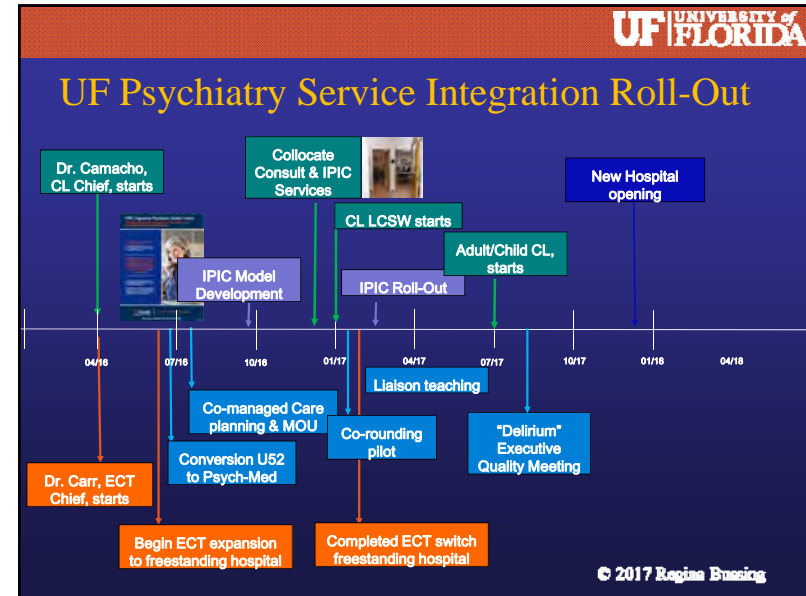 UF UNIVERSITY of
FLORIDA
UF Psychiatry Service Integration Roll-Out
Dr. Camacho,
CL Chief, starts
Collocate
Consult & IPIC
Services
New Hospital
opening
CL LCSW starts
Adult/Child CL,
starts
IPIC Model
Development
IPIC Roll-Out
04/16
07/16
10/16
01/17
04/17
07/17
10/17
01/18
04/18
Liaison teaching
Co-managed Care
planning & MOU
Co-rounding
pilot
"Delirium"
Executive
Quality Meeting
Conversion U52
to Psych-Med
Dr. Carr, ECT
Chief, starts
Begin ECT expansion
to freestanding hospital
Completed ECT switch
freestanding hospital
© 2017 Regina Bussing